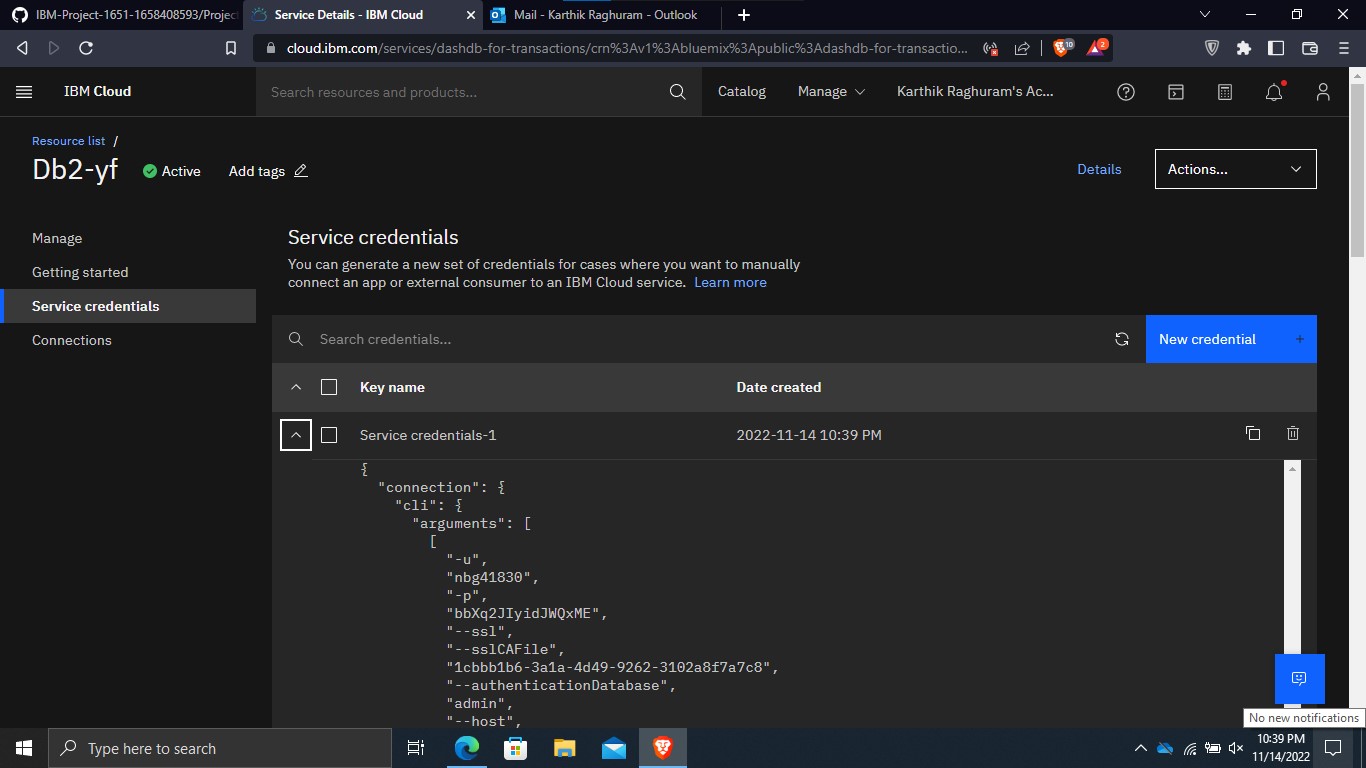 IBM-Project-1651-1658408593/Projec
Service Details - IBM Cloud
Mail - Karthik Raghuram - Outlook
cloud.ibm.com/services/dashdb-for-transactions/crn%3Av1%3Abluemix%3Apublic%3Adashdb-for-transactio...
10
2
IBM Cloud
Search resources and products...
Catalog
Manage
Karthik Raghuram's Ac...
Resource list /
Db2-yf
Active
Add tags
Details
Actions...
Manage
Getting started
Service credentials
Connections
Service credentials
You can generate a new set of credentials for cases where you want to manually
connect an app or external consumer to an IBM Cloud service. Learn more
Search credentials...
New credential +
Key name
Date created
Service credentials-1
2022-11-14 10:39 PM
{
"connection": {
"cli": {
"arguments": [
[
"-u",
"nbg41830",
"-p",
"bbXq2JIyidJWQxME",
"--ssl",
"--sslCAFile",
"1cbbb1b6-3a1a-4d49-9262-3102a8f7a7c8",
"--authenticationDatabase",
"admin",
"--host",
No new notifications
Type here to search
10:39 PM
11/14/2022